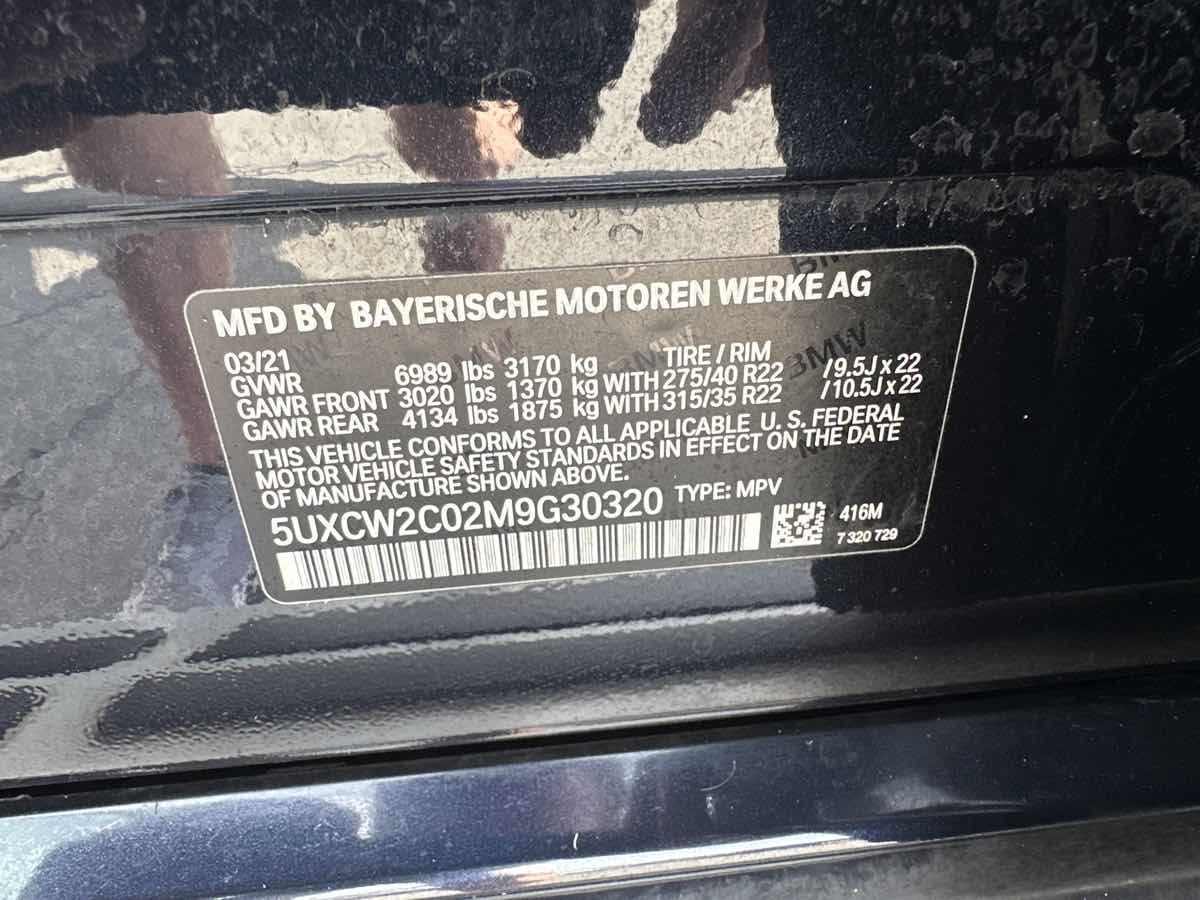 MFD BY BAYERISCHE MOTOREN WERKE AG
03/21
GVWR 6989 lbs 3170 kg TIRE / RIM
GAWR FRONT 3020 lbs 1370 kg WITH 275/40 R22 /9.5J x 22
GAWR REAR 4134 lbs 1875 kg WITH 315/35 R22 /10.5J x 22
THIS VEHICLE CONFORMS TO ALL APPLICABLE U. S. FEDERAL
MOTOR VEHICLE SAFETY STANDARDS IN EFFECT ON THE DATE
OF MANUFACTURE SHOWN ABOVE.
5UXCW2C02M9G30320 TYPE: MPV
416M
7 320 729